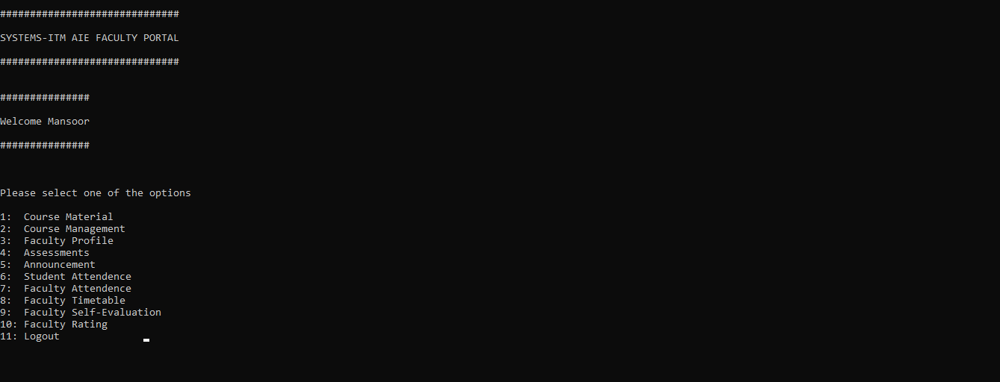 ##############################
SYSTEMS-ITM AIE FACULTY PORTAL
##############################
###############
Welcome Mansoor
###############
Please select one of the options
1:  Course Material
2:  Course Management
3:  Faculty Profile
4:  Assessments
5:  Announcement
6:  Student Attendence
7:  Faculty Attendence
8:  Faculty Timetable
9:  Faculty Self-Evaluation
10: Faculty Rating
11: Logout